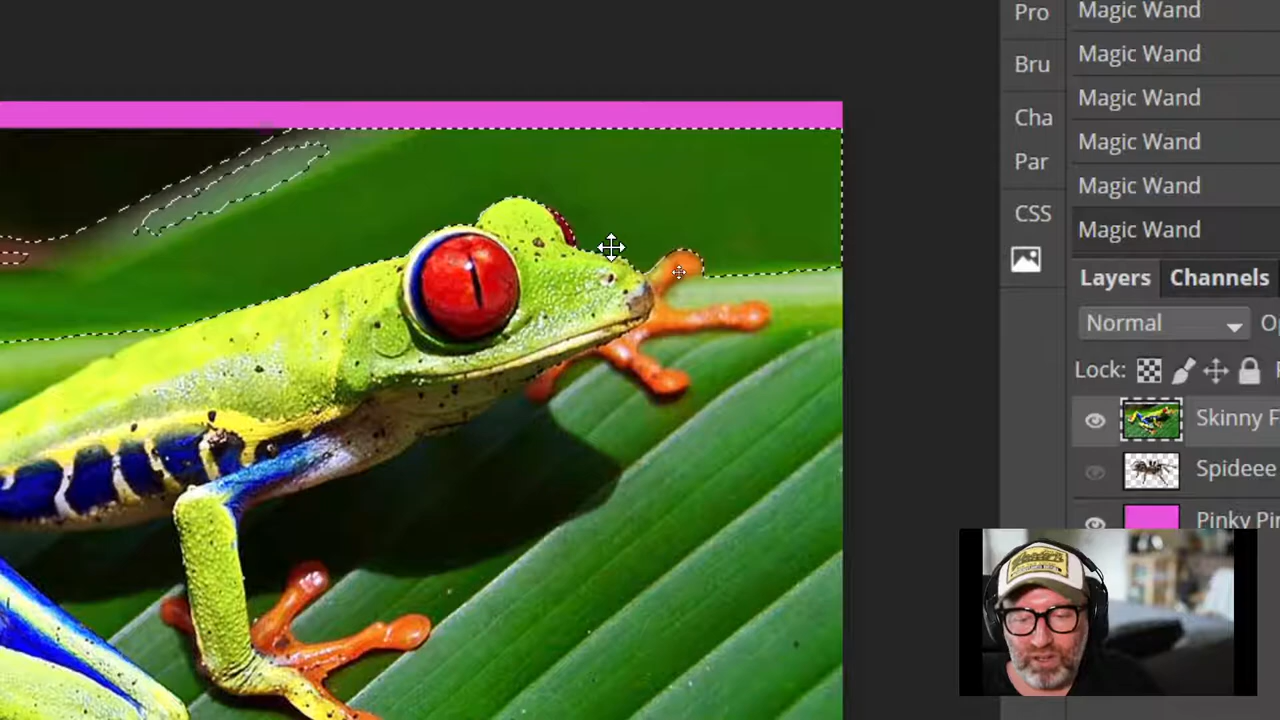 Pro
Magic Wand
Bru
Magic Wand
Magic Wand
Cha
Magic Wand
Par
Magic Wand
CSS
Magic Wand
Layers
Channels
Normal
O
Lock:
Skinny F
Spideee
Pinky Pin